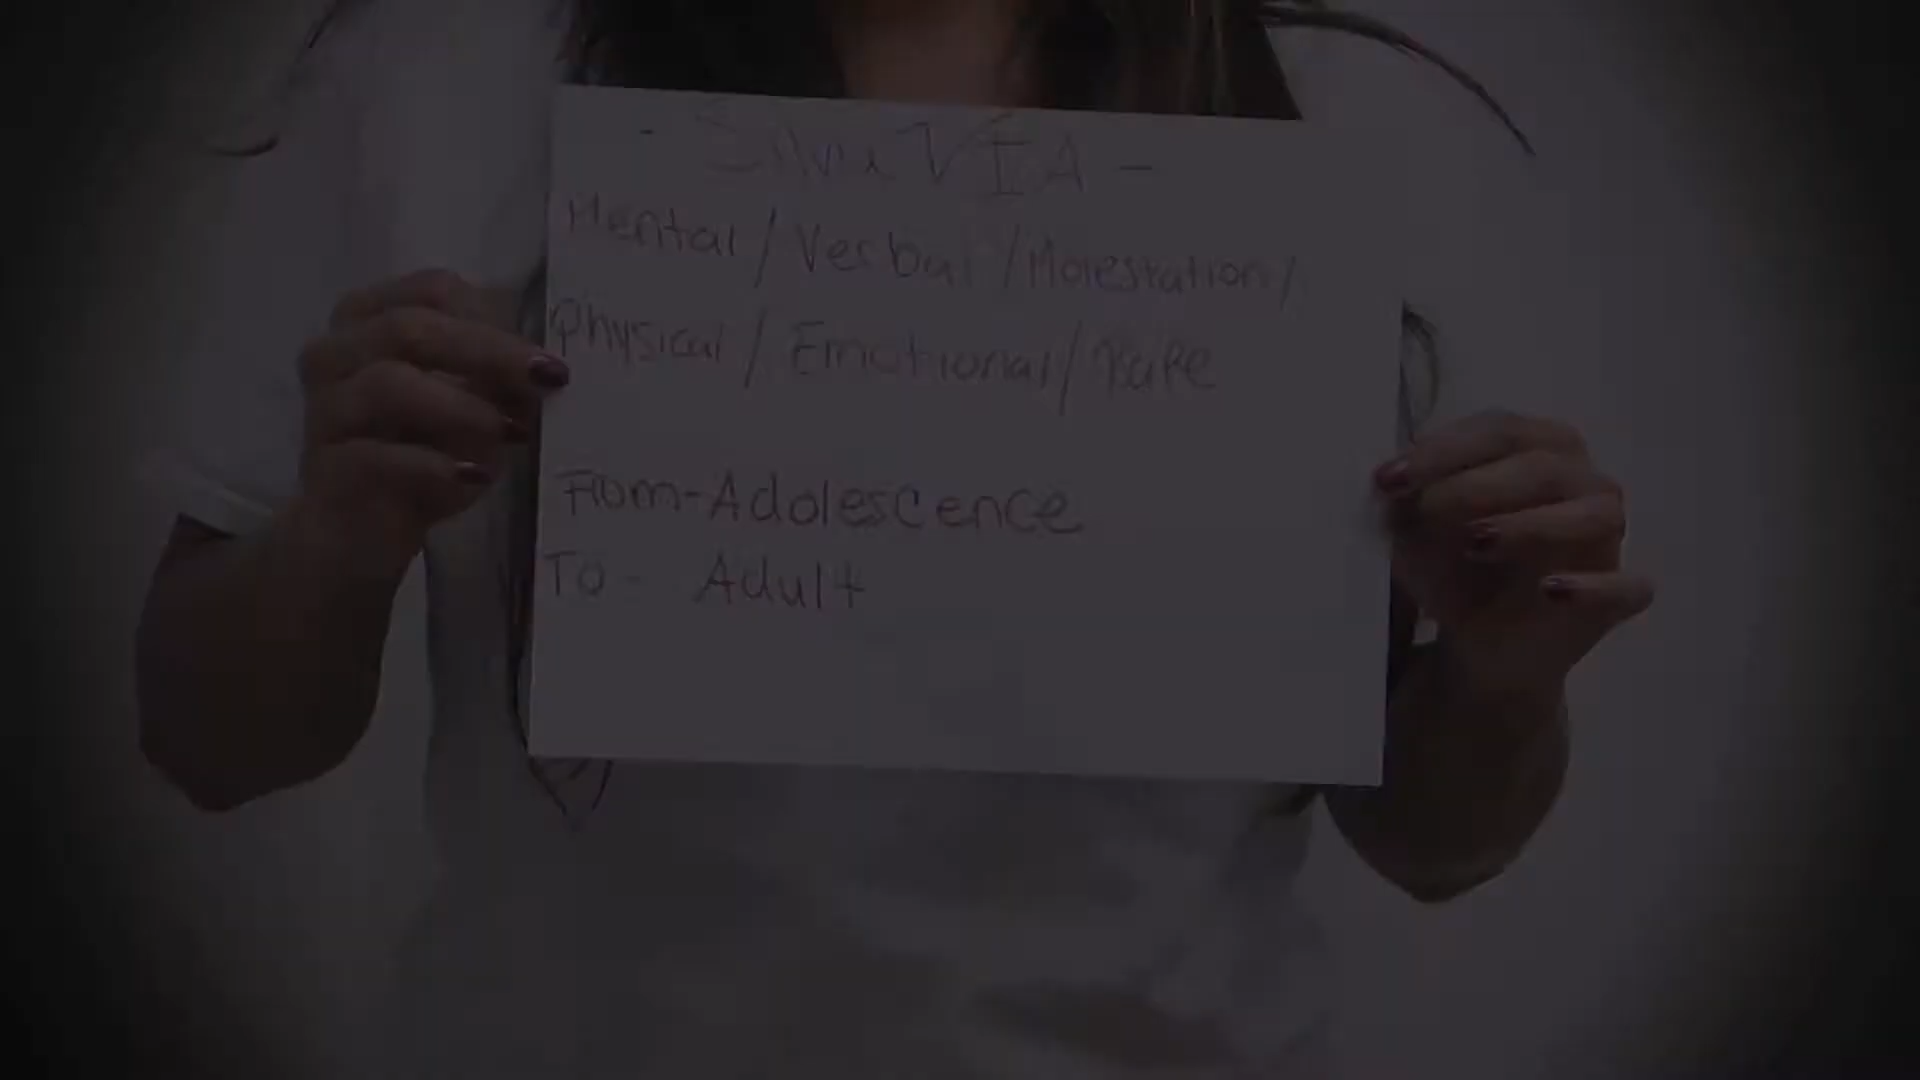 Mental / Verbal / Molestation /
Physical / Emotional / Rape
From-Adolescence
To - Adult